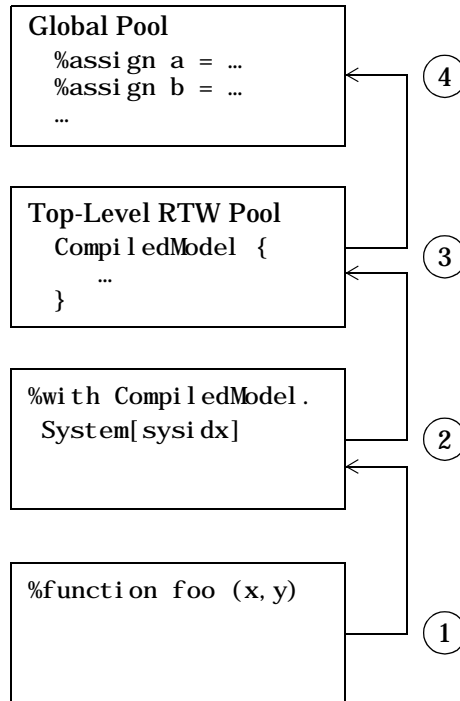 Global Pool
%assign a = …
%assign b = …
…
4
Top-Level RTW Pool
CompiledModel {
…
}
3
%with CompiledModel.
System[sysidx]
2
%function foo (x,y)
1